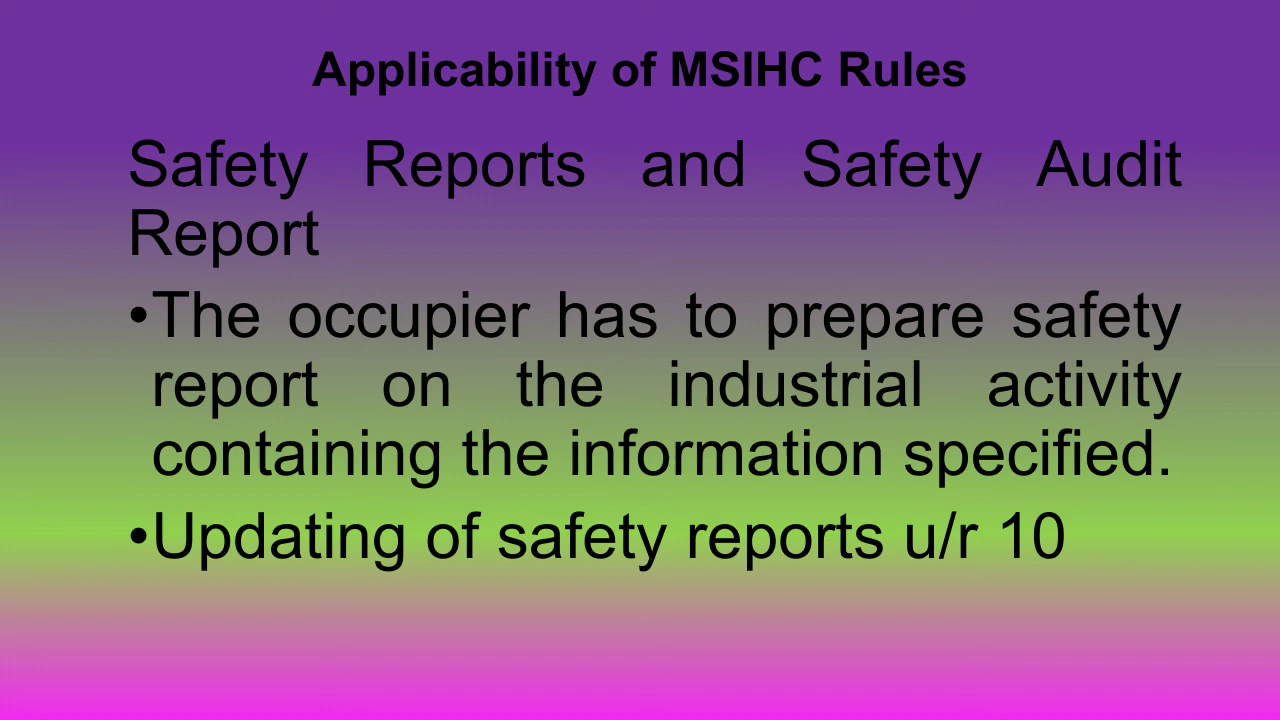 Applicability of MSIHC Rules
Safety Reports and Safety Audit
Report
•The occupier has to prepare safety
report on the industrial activity
containing the information specified.
•Updating of safety reports u/r 10